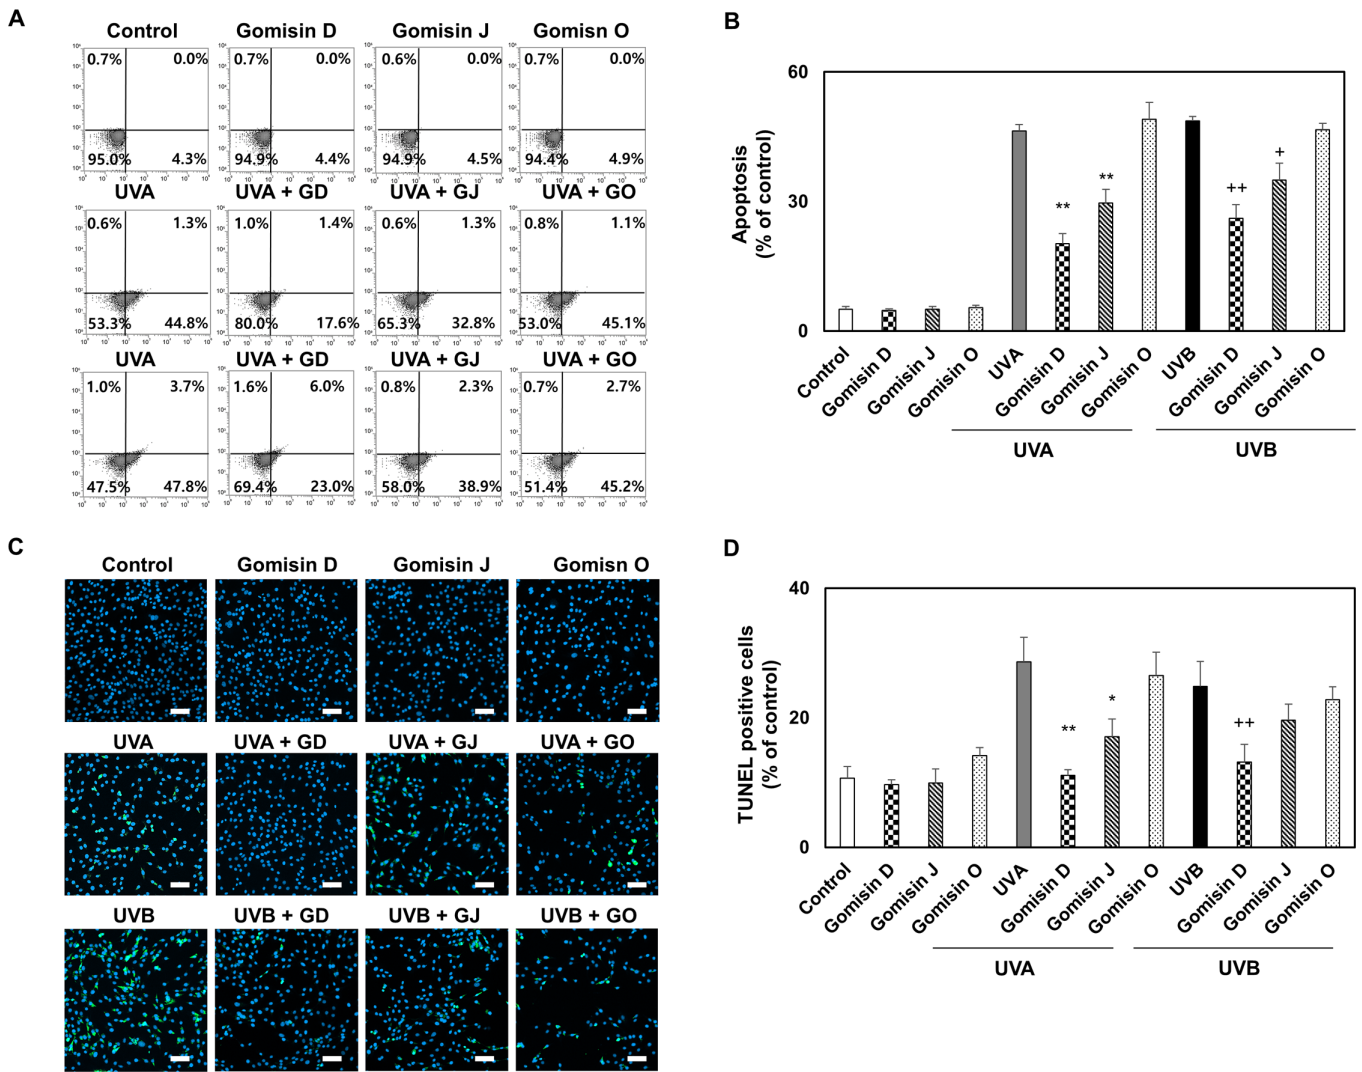 A
Control Gomisin D Gomisin J Gomisn O
0.7% 0.0% 0.7% 0.0% 0.6% 0.0% 0.7% 0.0%
95.0% 4.3% 94.9% 4.4% 94.9% 4.5% 94.4% 4.9%
UVA UVA + GD UVA + GJ UVA + GO
0.6% 1.3% 1.0% 1.4% 0.6% 1.3% 0.8% 1.1%
53.3% 44.8% 80.0% 17.6% 65.3% 32.8% 53.0% 45.1%
UVA UVA + GD UVA + GJ UVA + GO
1.0% 3.7% 1.6% 6.0% 0.8% 2.3% 0.7% 2.7%
47.5% 47.8% 69.4% 23.0% 58.0% 38.9% 51.4% 45.2%
B
Apoptosis
(% of control)
60
30
0
** ** ++ +
Control Gomisin D Gomisin J Gomisin O UVA Gomisin D Gomisin J Gomisin O UVB Gomisin D Gomisin J Gomisin O
UVA UVB
C
Control Gomisin D Gomisin J Gomisn O
UVA UVA + GD UVA + GJ UVA + GO
UVB UVB + GD UVB + GJ UVB + GO
D
TUNEL positive cells
(% of control)
40
20
0
** * ++
Control Gomisin D Gomisin J Gomisin O UVA Gomisin D Gomisin J Gomisin O UVB Gomisin D Gomisin J Gomisin O
UVA UVB